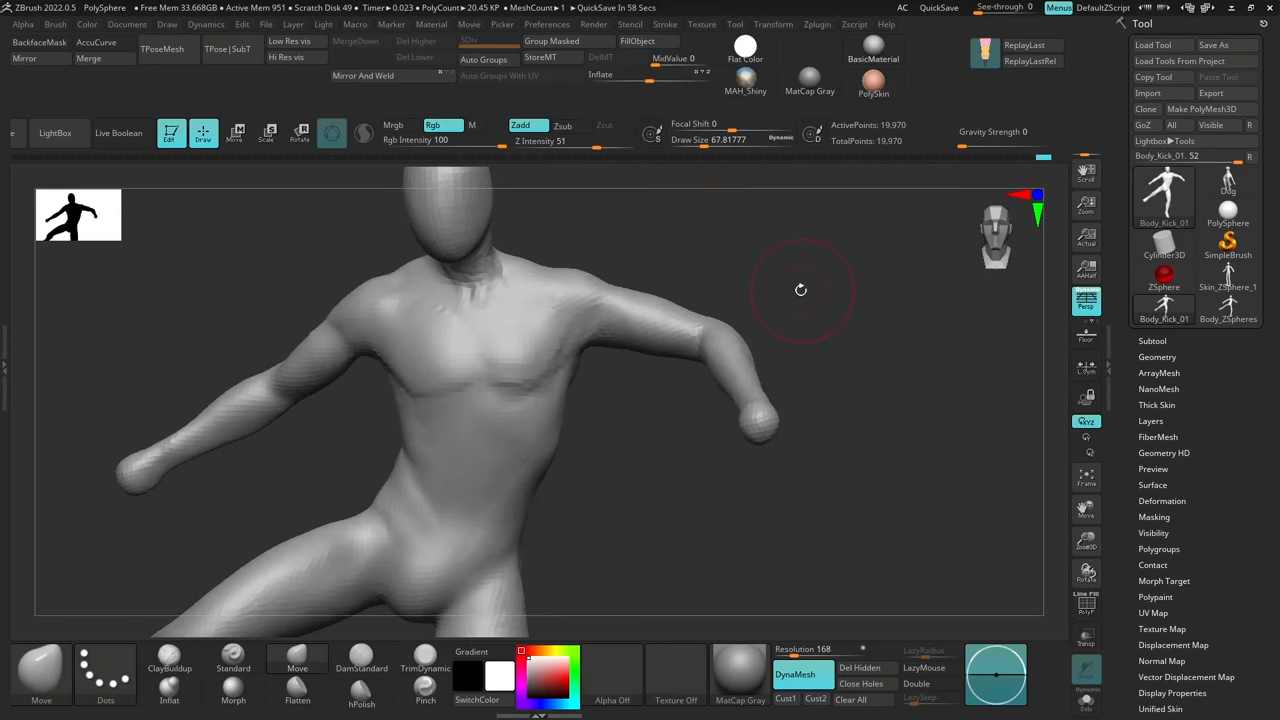 ZBrush 2022.0.5 PolySphere • Free Mem 33.668GB • Active Mem 951 • Scratch Disk 49 • Timer▸0.023 • PolyCount▸20.45 KP • MeshCount▸1 • QuickSave In 58 Secs AC QuickSave See-through 0 Menus DefaultZScript
Alpha Brush Color Document Draw Dynamics Edit File Layer Light Macro Marker Material Movie Picker Preferences Render Stencil Stroke Texture Tool Transform Zplugin Zscript Help
BackfaceMask AccuCurve TPoseMesh TPose|SubT Low Res vis MergeDown Del Higher SDiv Group Masked FillObject
Mirror Merge Hi Res vis Del Lower Auto Groups StoreMT DelMT MidValue 0
Mirror And Weld Auto Groups With UV Inflate
Flat Color BasicMaterial ReplayLast
MAH_Shiny MatCap Gray PolySkin ReplayLastRel
LightBox Live Boolean Edit Draw Move Scale Rotate
Mrgb Rgb M Zadd Zsub Zcut
Rgb Intensity 100 Z Intensity 51
Focal Shift 0
Draw Size 67.81777 Dynamic
ActivePoints: 19,970
TotalPoints: 19,970
Gravity Strength 0
Scroll
Zoom
Actual
AAHalf
Dynamic
Persp
Floor
L.Sym
XYZ
Frame
Move
Zoom3D
Rotate
Line Fill
PolyF
Transp
Dynamic
Solo
Tool
Load Tool Save As
Load Tools From Project
Copy Tool Paste Tool
Import Export
Clone Make PolyMesh3D
GoZ All Visible R
Lightbox▸Tools
Body_Kick_01. 52 R
Body_Kick_01 Dog
PolySphere
Cylinder3D SimpleBrush
ZSphere Skin_ZSphere_1
Body_Kick_01 Body_ZSpheres
Subtool
Geometry
ArrayMesh
NanoMesh
Thick Skin
Layers
FiberMesh
Geometry HD
Preview
Surface
Deformation
Masking
Visibility
Polygroups
Contact
Morph Target
Polypaint
UV Map
Texture Map
Displacement Map
Normal Map
Vector Displacement Map
Display Properties
Unified Skin
Move Dots
ClayBuildup Standard Move DamStandard TrimDynamic
Inflat Morph Flatten hPolish Pinch
Gradient
SwitchColor
Alpha Off Texture Off MatCap Gray
Resolution 168
DynaMesh Del Hidden
Close Holes
Cust1 Cust2 Clear All
LazyRadius
LazyMouse
Double
LazyStep